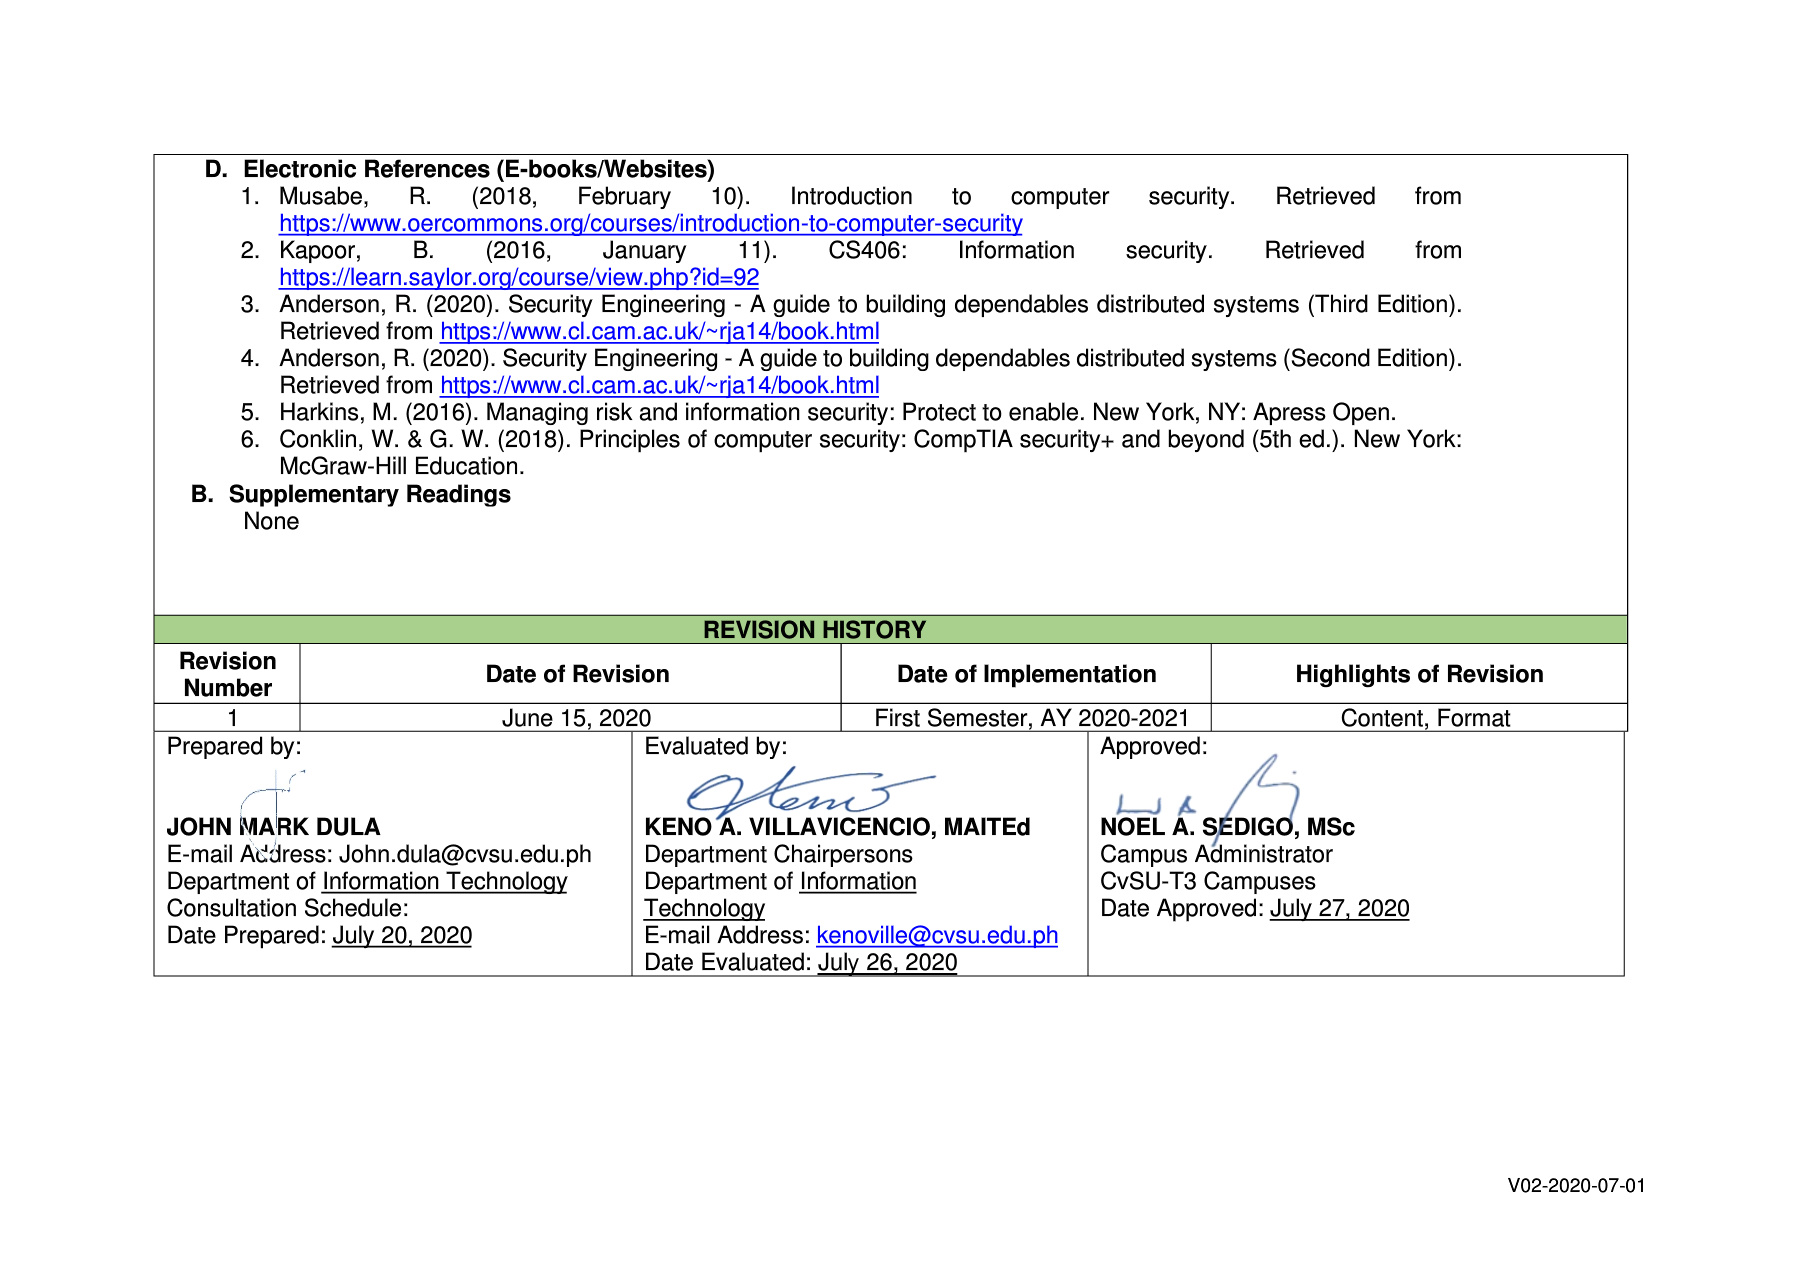 D. Electronic References (E-books/Websites)
1. Musabe, R. (2018, February 10). Introduction to computer security. Retrieved from
https://www.oercommons.org/courses/introduction-to-computer-security
2. Kapoor, B. (2016, January 11). CS406: Information security. Retrieved from
https://learn.saylor.org/course/view.php?id=92
3. Anderson, R. (2020). Security Engineering - A guide to building dependables distributed systems (Third Edition).
Retrieved from https://www.cl.cam.ac.uk/~rja14/book.html
4. Anderson, R. (2020). Security Engineering - A guide to building dependables distributed systems (Second Edition).
Retrieved from https://www.cl.cam.ac.uk/~rja14/book.html
5. Harkins, M. (2016). Managing risk and information security: Protect to enable. New York, NY: Apress Open.
6. Conklin, W. & G. W. (2018). Principles of computer security: CompTIA security+ and beyond (5th ed.). New York:
McGraw-Hill Education.
B. Supplementary Readings
None
REVISION HISTORY
Revision Number Date of Revision Date of Implementation Highlights of Revision
1 June 15, 2020 First Semester, AY 2020-2021 Content, Format
Prepared by:
JOHN MARK DULA
E-mail Address: John.dula@cvsu.edu.ph
Department of Information Technology
Consultation Schedule:
Date Prepared: July 20, 2020
Evaluated by:
KENO A. VILLAVICENCIO, MAITEd
Department Chairpersons
Department of Information
Technology
E-mail Address: kenoville@cvsu.edu.ph
Date Evaluated: July 26, 2020
Approved:
NOEL A. SEDIGO, MSc
Campus Administrator
CvSU-T3 Campuses
Date Approved: July 27, 2020
V02-2020-07-01